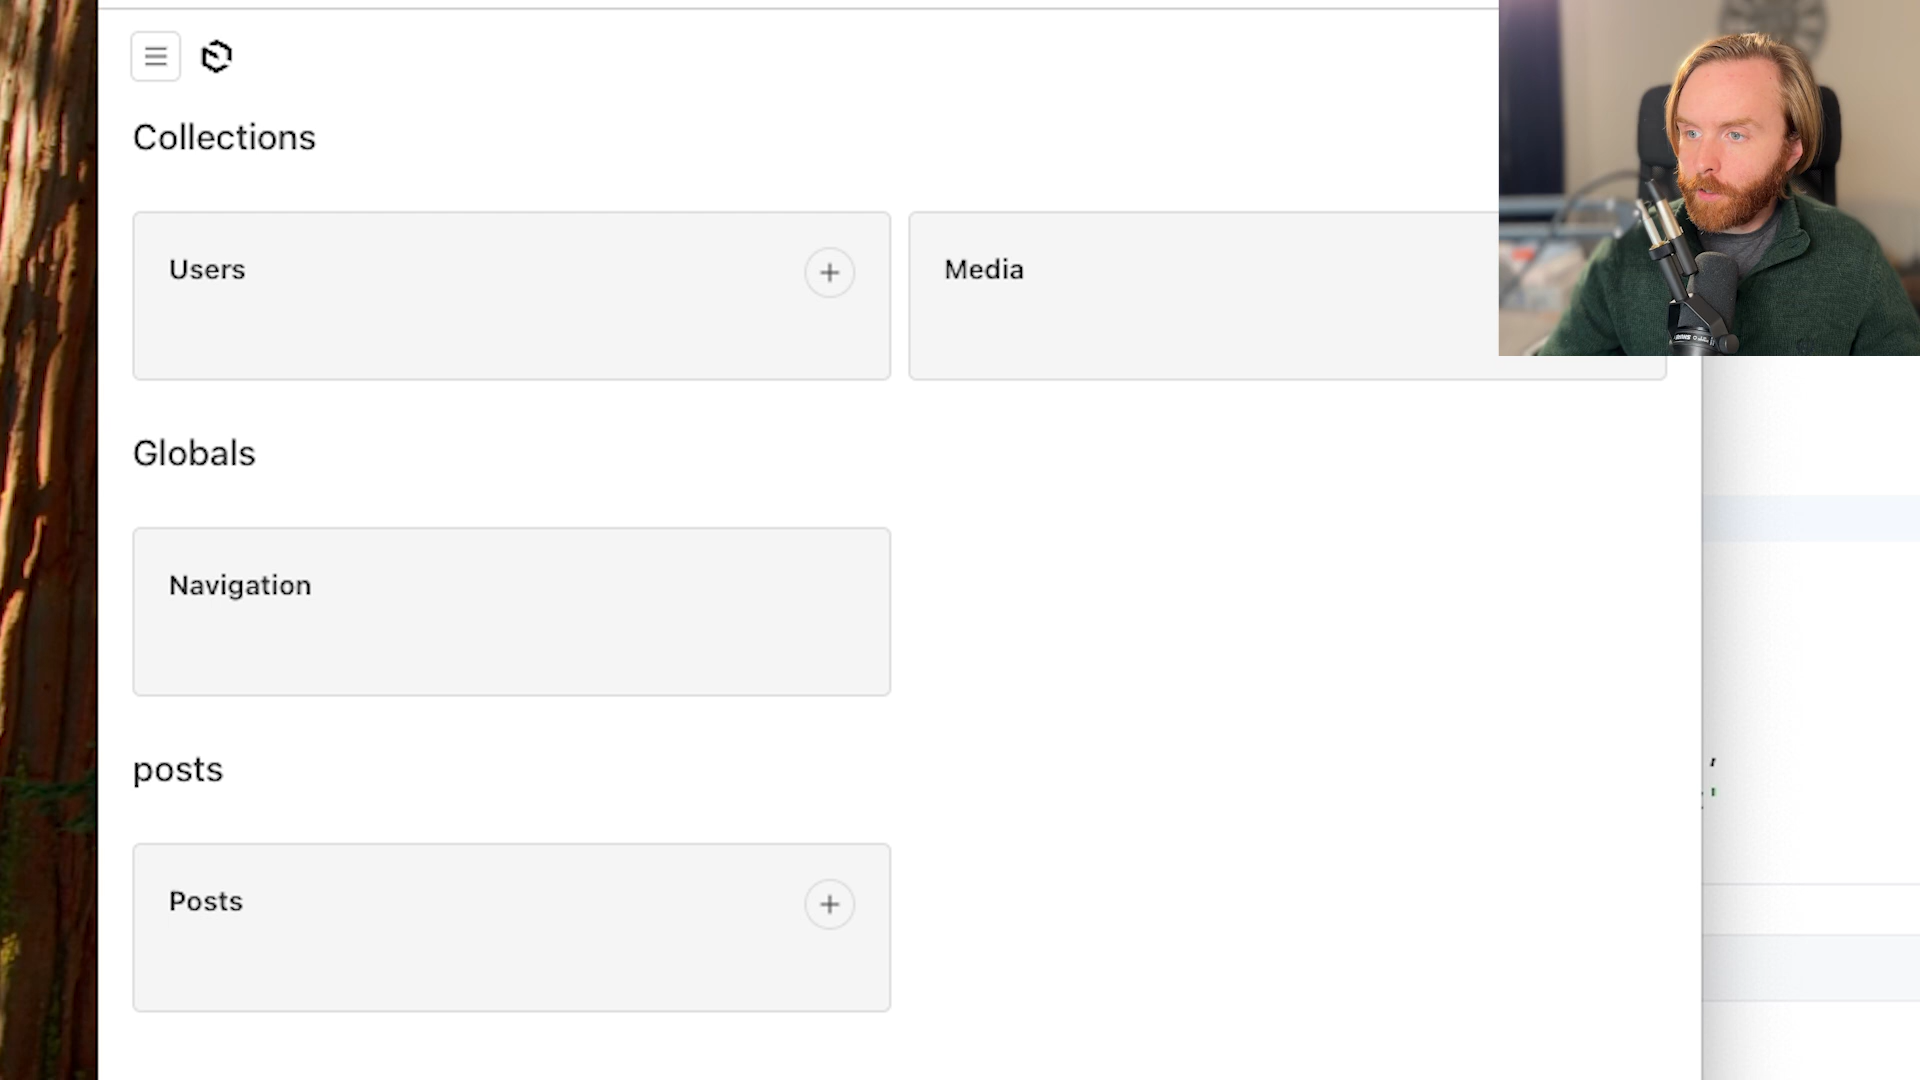 Collections
Users
Media
Globals
Navigation
posts
Posts